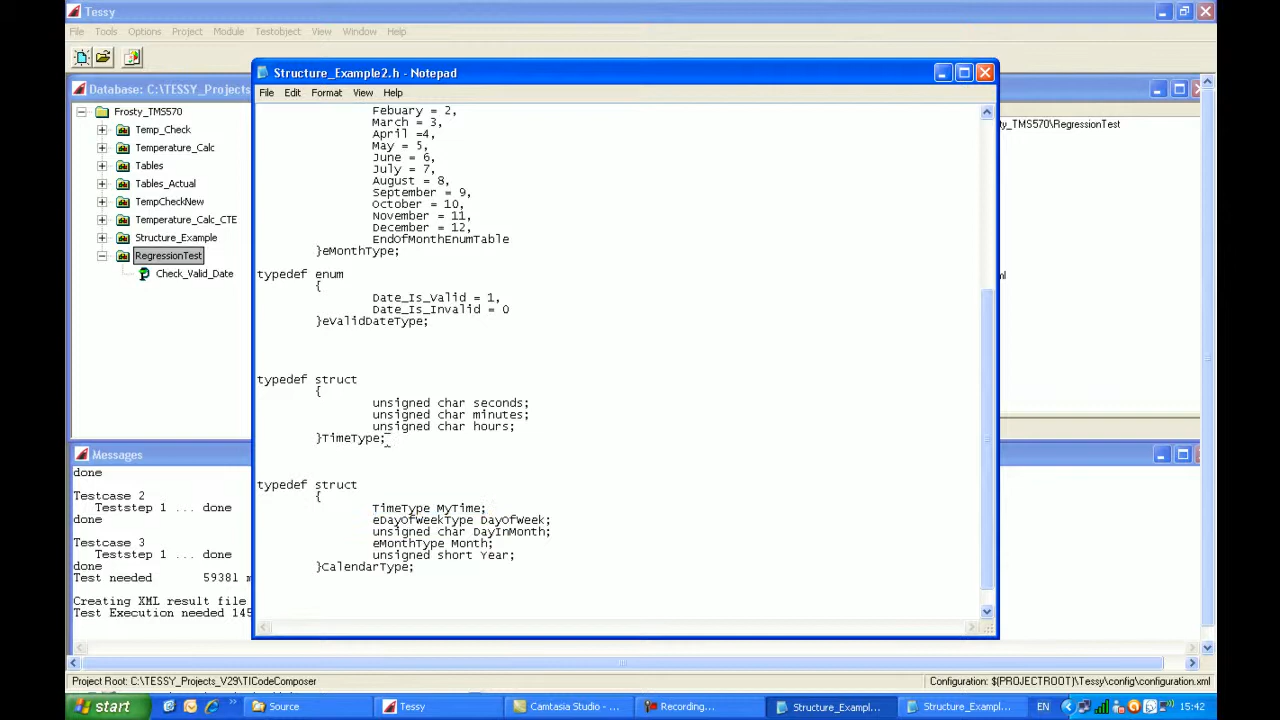 Tessy
File Tools Options Project Module Testobject View Window Help
Database: C:\TESSY_Projects
Frosty_TMS570
Temp_Check
Temperature_Calc
Tables
Tables_Actual
TempCheckNew
Temperature_Calc_CTE
Structure_Example
RegressionTest
Check_Valid_Date
ty_TMS570\RegressionTest
ml
Structure_Example2.h - Notepad
File Edit Format View Help
Febuary = 2,
March = 3,
April =4,
May = 5,
June = 6,
July = 7,
August = 8,
September = 9,
October = 10,
November = 11,
December = 12,
EndOfMonthEnumTable
}eMonthType;
typedef enum
{
Date_Is_Valid = 1,
Date_Is_Invalid = 0
}eValidDateType;
typedef struct
{
unsigned char seconds;
unsigned char minutes;
unsigned char hours;
}TimeType;
typedef struct
{
TimeType MyTime;
eDayOfWeekType DayOfWeek;
unsigned char DayInMonth;
eMonthType Month;
unsigned short Year;
}CalendarType;
Messages
done
Testcase 2
Teststep 1 ... done
done
Testcase 3
Teststep 1 ... done
done
Test needed 59381 m
Creating XML result file
Test Execution needed 145
Project Root: C:\TESSY_Projects_V29\TICodeComposer
Configuration: $(PROJECTROOT)\Tessy\config\configuration.xml
start
Source
Tessy
Camtasia Studio - ...
Recording...
Structure_Exampl...
Structure_Exampl...
EN
15:42